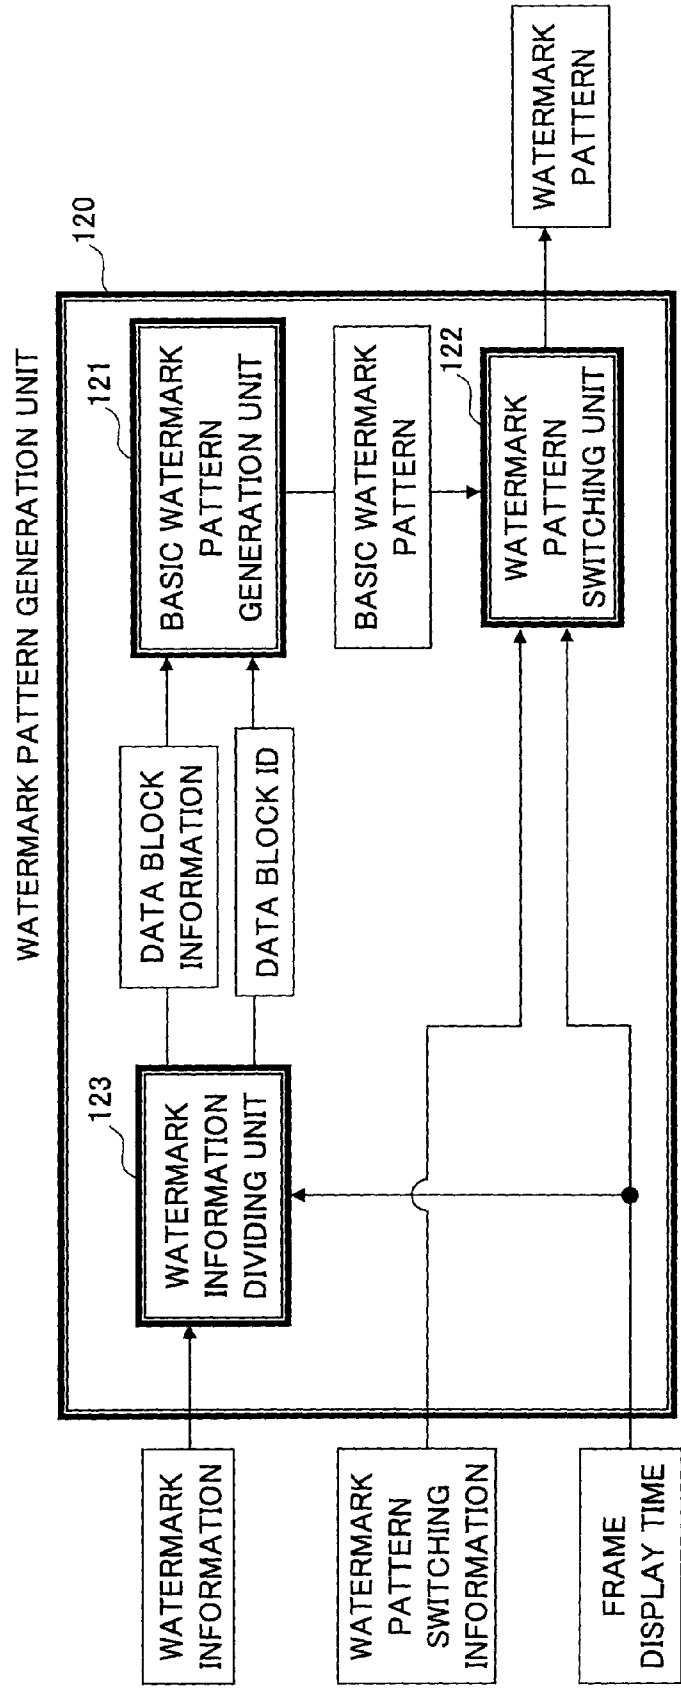 WATERMARK PATTERN GENERATION UNIT
120
WATERMARK
INFORMATION
123
WATERMARK
INFORMATION
DIVIDING UNIT
DATA BLOCK
INFORMATION
DATA BLOCK ID
121
BASIC WATERMARK
PATTERN
GENERATION UNIT
BASIC WATERMARK
PATTERN
WATERMARK
PATTERN
SWITCHING
INFORMATION
122
WATERMARK
PATTERN
SWITCHING UNIT
WATERMARK
PATTERN
FRAME
DISPLAY TIME